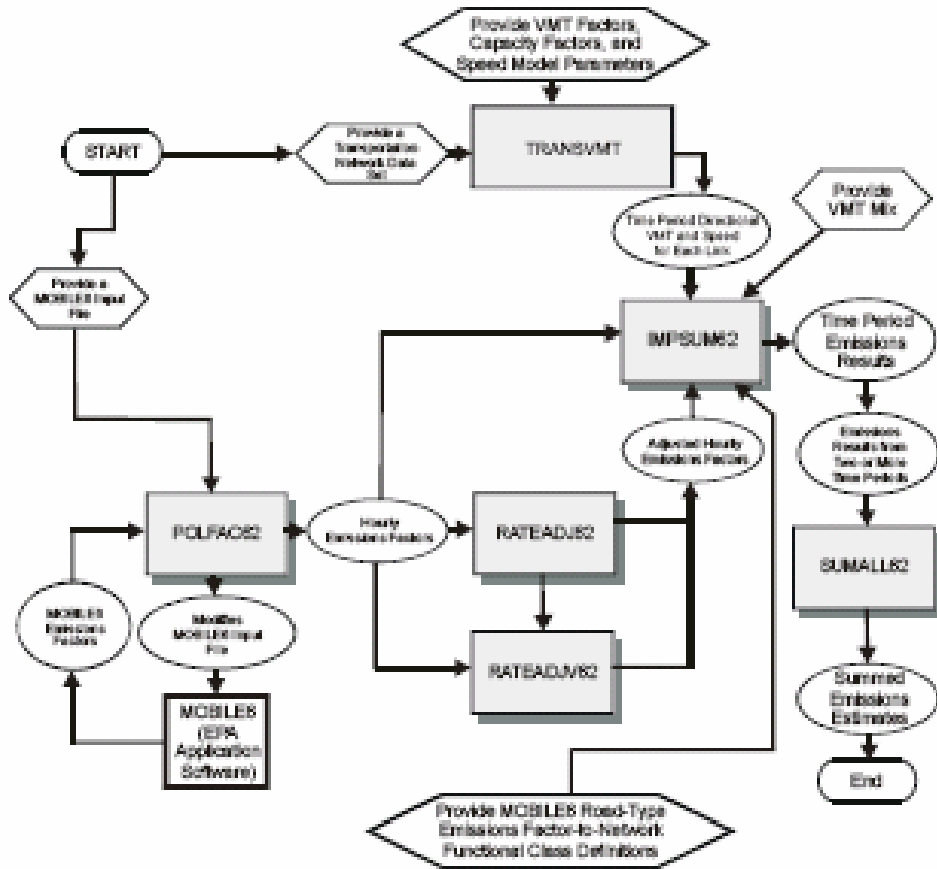 Provide VMT Factors,
Capacity Factors, and
Speed Model Parameters
START
Provide a
Transportation
Network Data
Set
TRANSVMT
Provide
VMT Mix
Time Period Directional
VMT and Speed
for Each Link
Provide a
MOBILE6 Input
File
IMPSUM62
Time Period
Emissions
Results
Adjusted Hourly
Emissions Factors
Emissions
Results from
Two or More
Time Periods
POLFAC62
Hourly
Emissions Factors
RATEADJ62
SUMALL62
MOBILE6
Emissions
Factors
Modifies
MOBILE6 Input
File
RATEADJV62
MOBILE6
(EPA
Application
Software)
Summed
Emissions
Estimates
End
Provide MOBILE6 Road-Type
Emissions Factor-to-Network
Functional Class Definitions